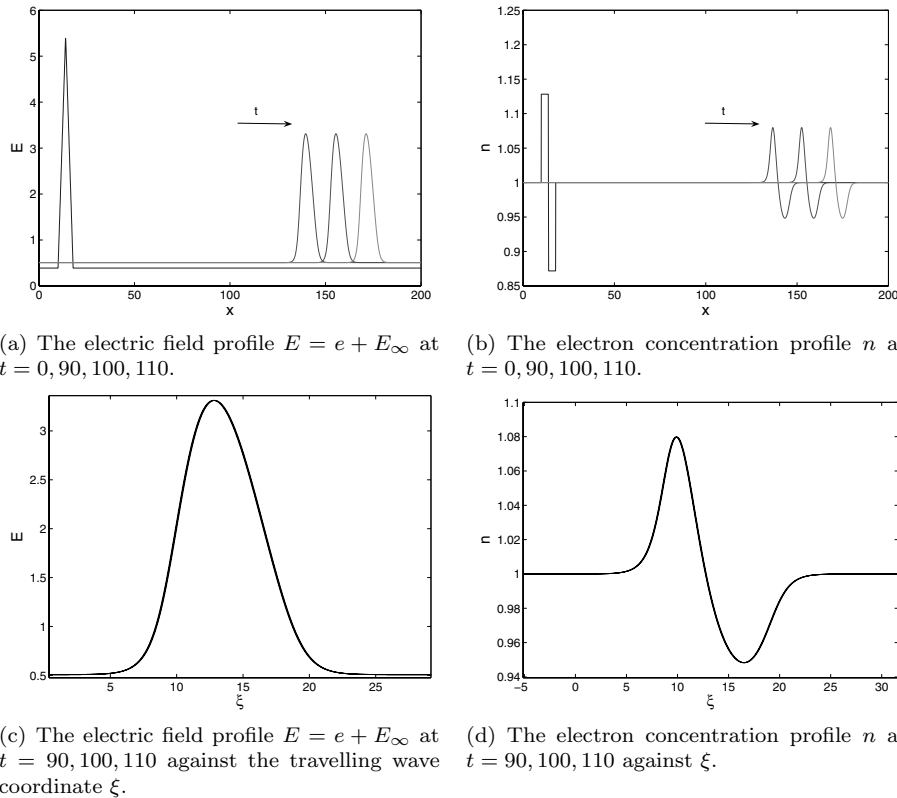 6
5
4
3
2
1
0
0 50 100 150 200
E
x
t
1.25
1.2
1.15
1.1
1.05
1
0.95
0.9
0.85
0 50 100 150 200
n
x
t
(a) The electric field profile E = e + E∞ at
t = 0, 90, 100, 110.
(b) The electron concentration profile n a
t = 0, 90, 100, 110.
3
2.5
2
1.5
1
0.5
5 10 15 20 25
E
ξ
1.1
1.08
1.06
1.04
1.02
1
0.98
0.96
0.94
−5 0 5 10 15 20 25 30
n
ξ
(c) The electric field profile E = e + E∞ at
t = 90, 100, 110 against the travelling wave
coordinate ξ.
(d) The electron concentration profile n a
t = 90, 100, 110 against ξ.